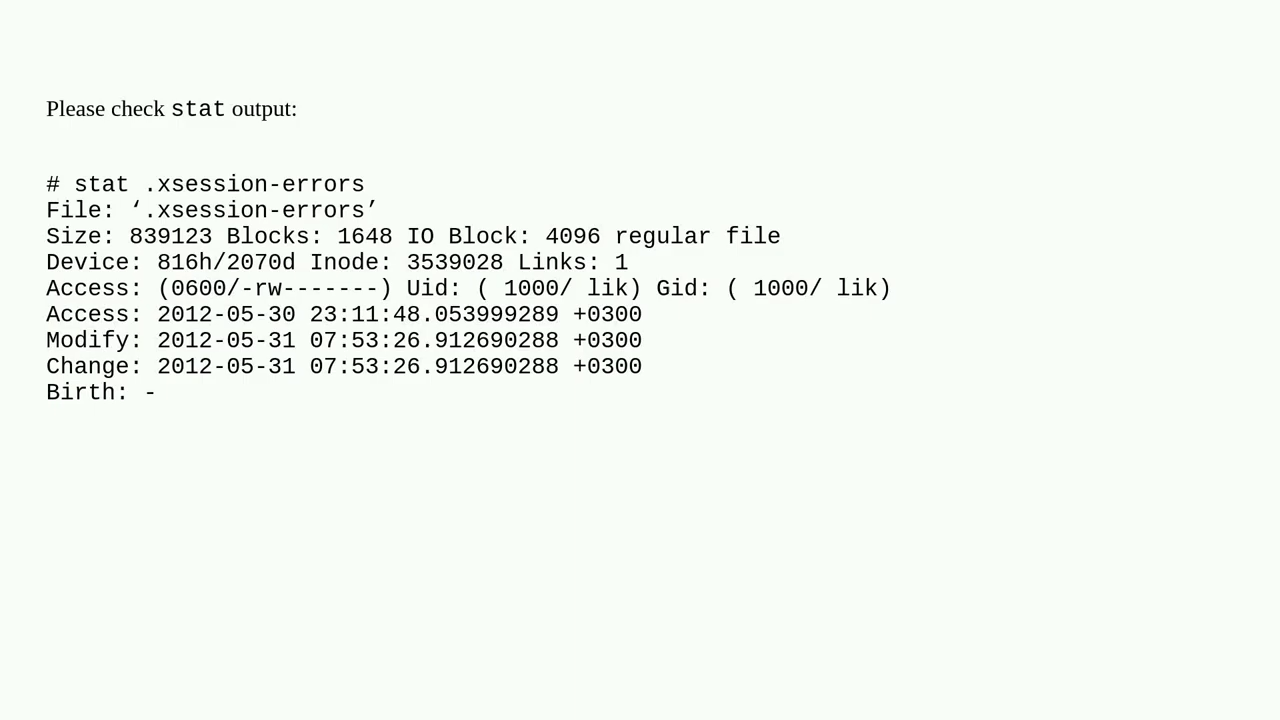 Please check stat output:
# stat .xsession-errors
File: ‘.xsession-errors’
Size: 839123 Blocks: 1648 IO Block: 4096 regular file
Device: 816h/2070d Inode: 3539028 Links: 1
Access: (0600/-rw-------) Uid: ( 1000/ lik) Gid: ( 1000/ lik)
Access: 2012-05-30 23:11:48.053999289 +0300
Modify: 2012-05-31 07:53:26.912690288 +0300
Change: 2012-05-31 07:53:26.912690288 +0300
Birth: -